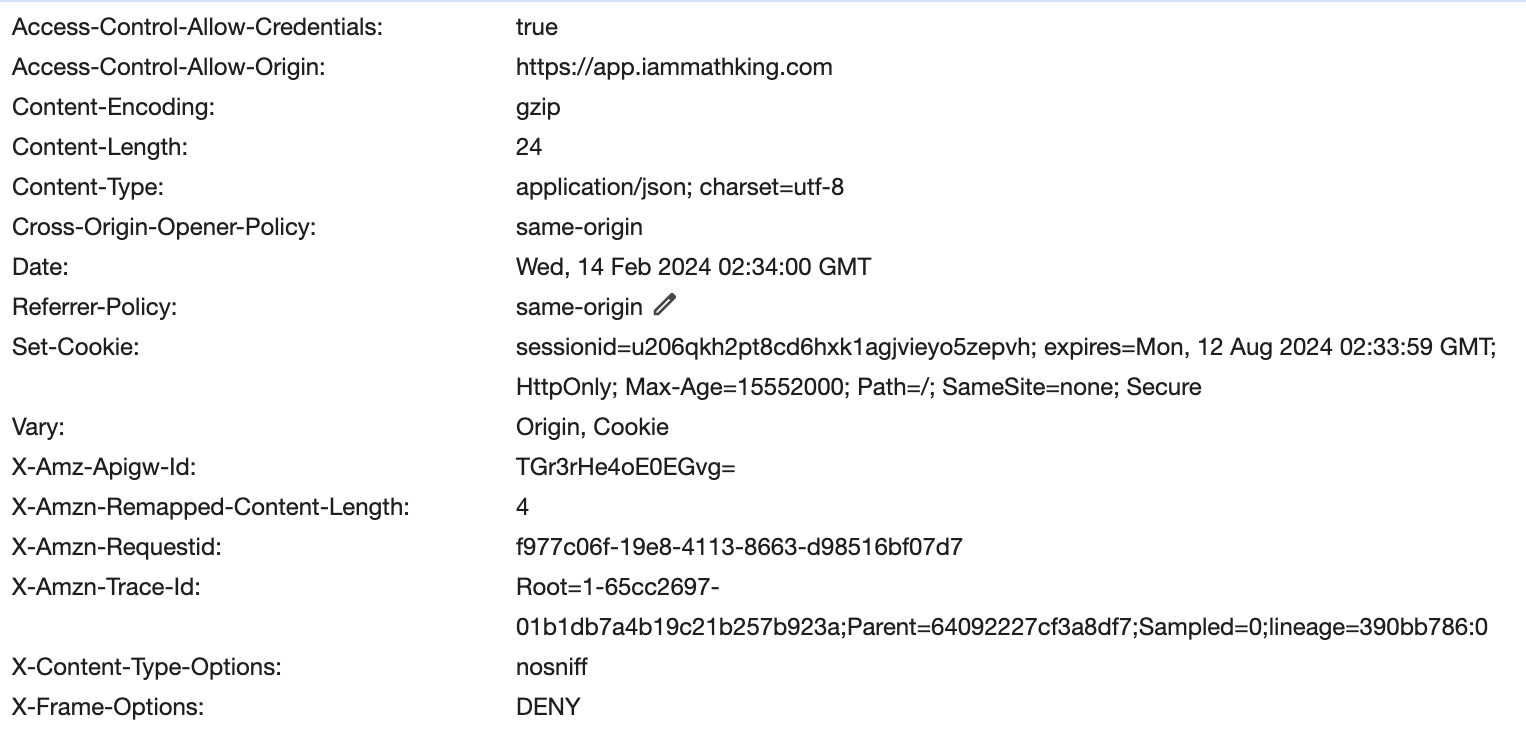 Access-Control-Allow-Credentials: true
Access-Control-Allow-Origin: https://app.iammathking.com
Content-Encoding: gzip
Content-Length: 24
Content-Type: application/json; charset=utf-8
Cross-Origin-Opener-Policy: same-origin
Date: Wed, 14 Feb 2024 02:34:00 GMT
Referrer-Policy: same-origin
Set-Cookie: sessionid=u206qkh2pt8cd6hxk1agjvieyo5zepvh; expires=Mon, 12 Aug 2024 02:33:59 GMT;
HttpOnly; Max-Age=15552000; Path=/; SameSite=none; Secure
Vary: Origin, Cookie
X-Amz-Apigw-Id: TGr3rHe4oE0EGvg=
X-Amzn-Remapped-Content-Length: 4
X-Amzn-Requestid: f977c06f-19e8-4113-8663-d98516bf07d7
X-Amzn-Trace-Id: Root=1-65cc2697-
01b1db7a4b19c21b257b923a;Parent=64092227cf3a8df7;Sampled=0;lineage=390bb786:0
X-Content-Type-Options: nosniff
X-Frame-Options: DENY